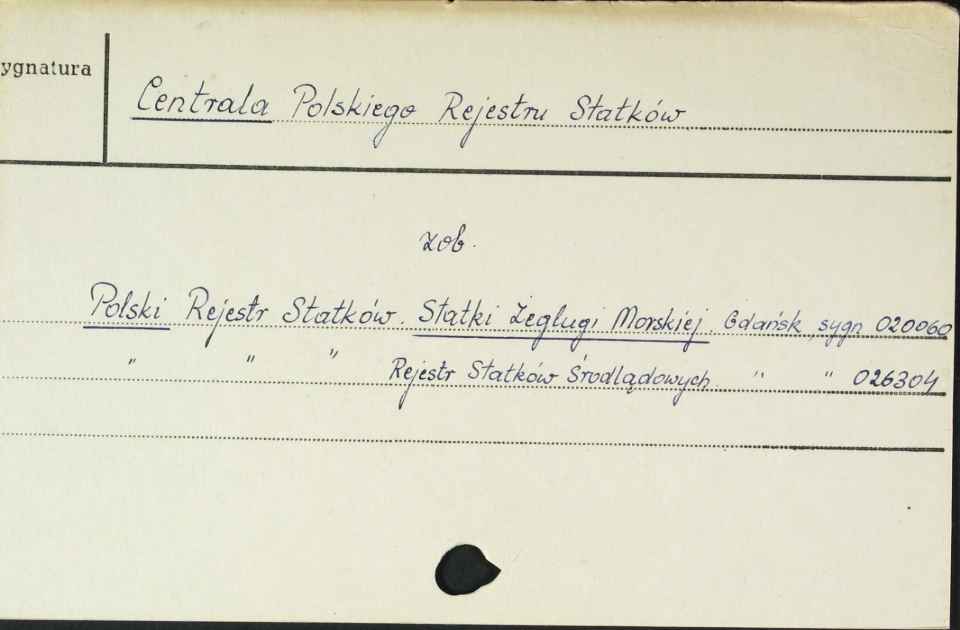 ygnatura
Centrala Polskiego Rejestru Statków
zob.
Polski Rejestr Statków. Statki Żeglugi Morskiej. Gdańsk, sygn 020060
" " " Rejestr Statków Śródlądowych. " " 026304